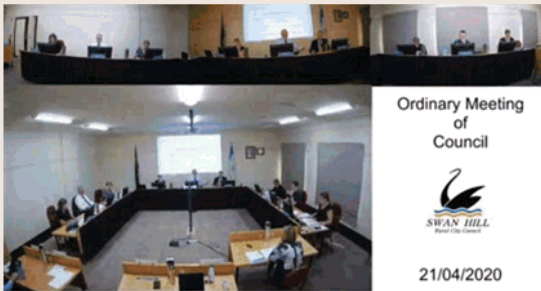 Ordinary Meeting
of
Council
SWAN HILL
Rural City Council
21/04/2020